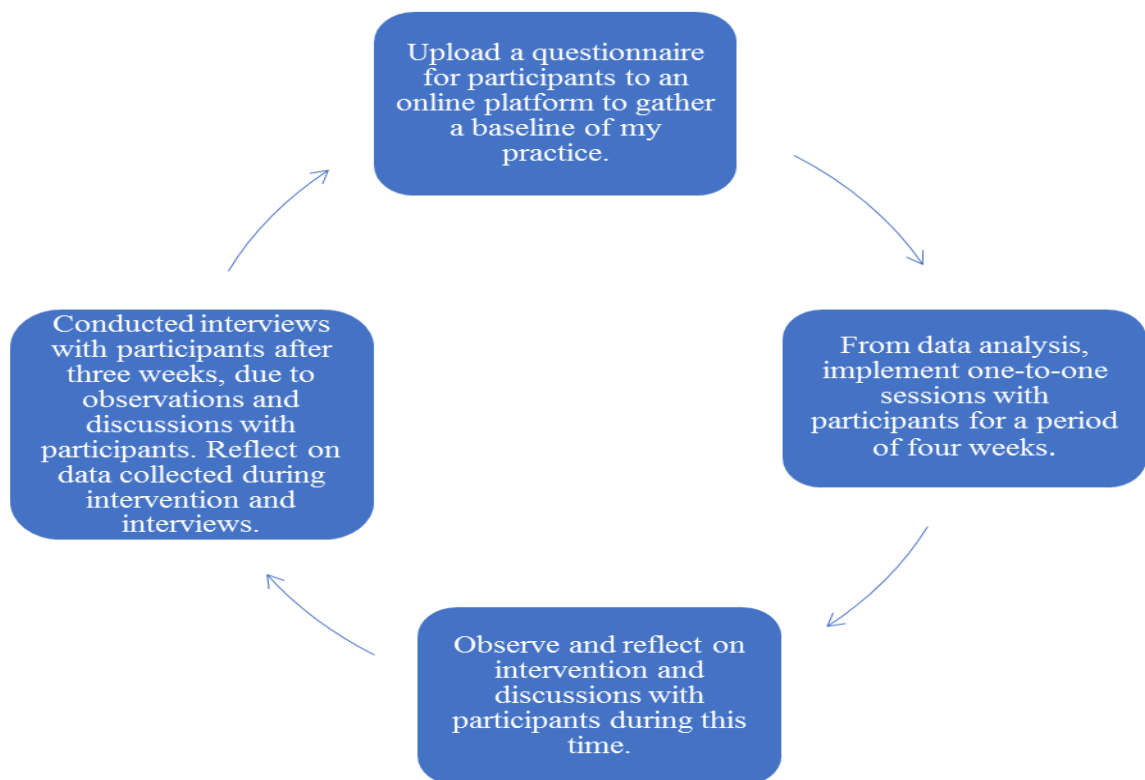 Upload a questionnaire
for participants to an
online platform to gather
a baseline of my
practice.
From data analysis,
implement one-to-one
sessions with
participants for a period
of four weeks.
Observe and reflect on
intervention and
discussions with
participants during this
time.
Conducted interviews
with participants after
three weeks, due to
observations and
discussions with
participants. Reflect on
data collected during
intervention and
interviews.